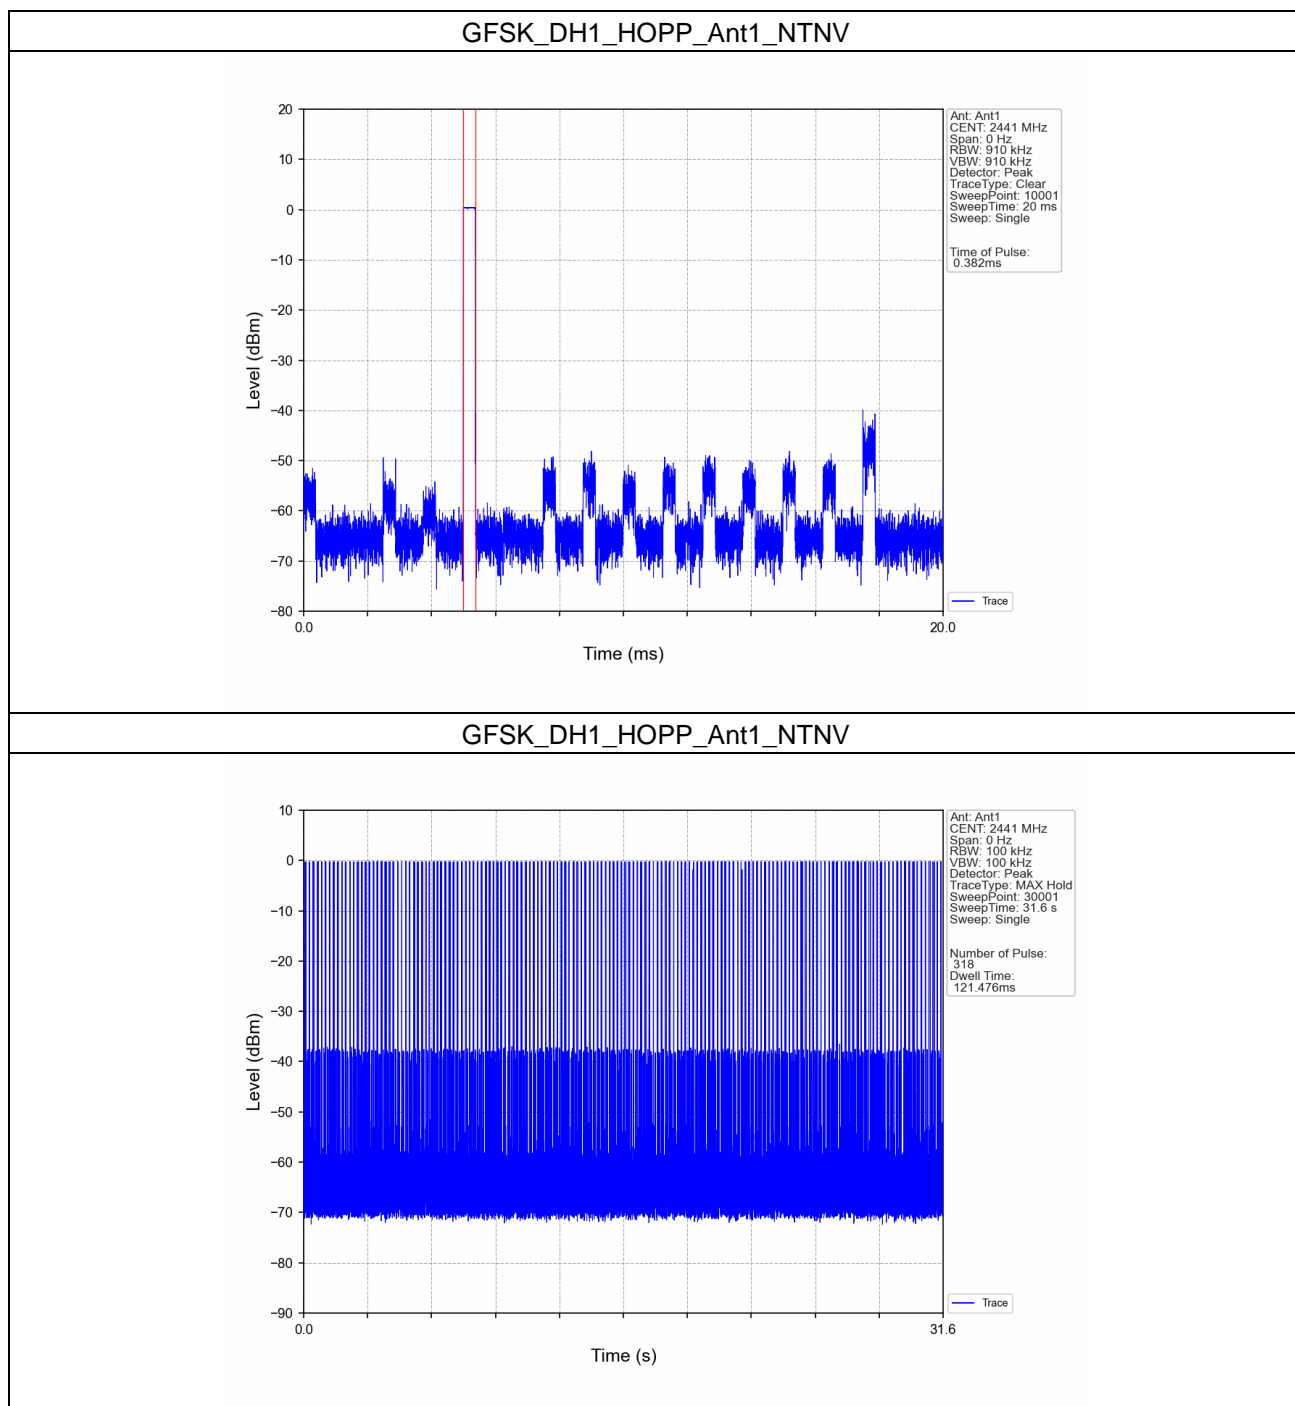 GFSK_DH1_HOPP_Ant1_NTNV
20
10
0
−10
−20
−30
−40
−50
−60
−70
−80
Level (dBm)
0.0
20.0
Time (ms)
Ant: Ant1
CENT: 2441 MHz
Span: 0 Hz
RBW: 910 kHz
VBW: 910 kHz
Detector: Peak
TraceType: Clear
SweepPoint: 10001
SweepTime: 20 ms
Sweep: Single
Time of Pulse:
0.382ms
Trace
GFSK_DH1_HOPP_Ant1_NTNV
10
0
−10
−20
−30
−40
−50
−60
−70
−80
−90
Level (dBm)
0.0
31.6
Time (s)
Ant: Ant1
CENT: 2441 MHz
Span: 0 Hz
RBW: 100 kHz
VBW: 100 kHz
Detector: Peak
TraceType: MAX Hold
SweepPoint: 30001
SweepTime: 31.6 s
Sweep: Single
Number of Pulse:
318
Dwell Time:
121.476ms
Trace